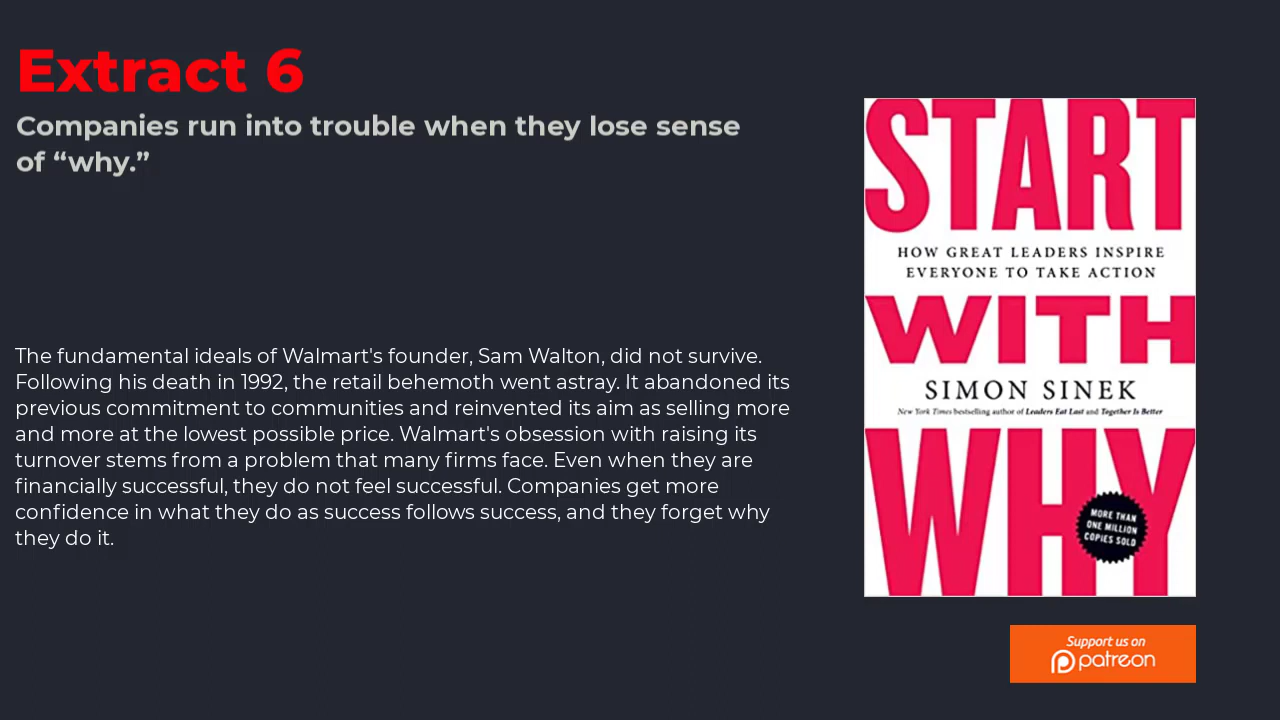 Extract 6
Companies run into trouble when they lose sense
of “why.”
The fundamental ideals of Walmart's founder, Sam Walton, did not survive.
Following his death in 1992, the retail behemoth went astray. It abandoned its
previous commitment to communities and reinvented its aim as selling more
and more at the lowest possible price. Walmart's obsession with raising its
turnover stems from a problem that many firms face. Even when they are
financially successful, they do not feel successful. Companies get more
confidence in what they do as success follows success, and they forget why
they do it.
START
HOW GREAT LEADERS INSPIRE
EVERYONE TO TAKE ACTION
WITH
SIMON SINEK
New York Times bestselling author of Leaders Eat Last and Together Is Better
WHY
MORE THAN
ONE MILLION
COPIES SOLD
Support us on
patreon